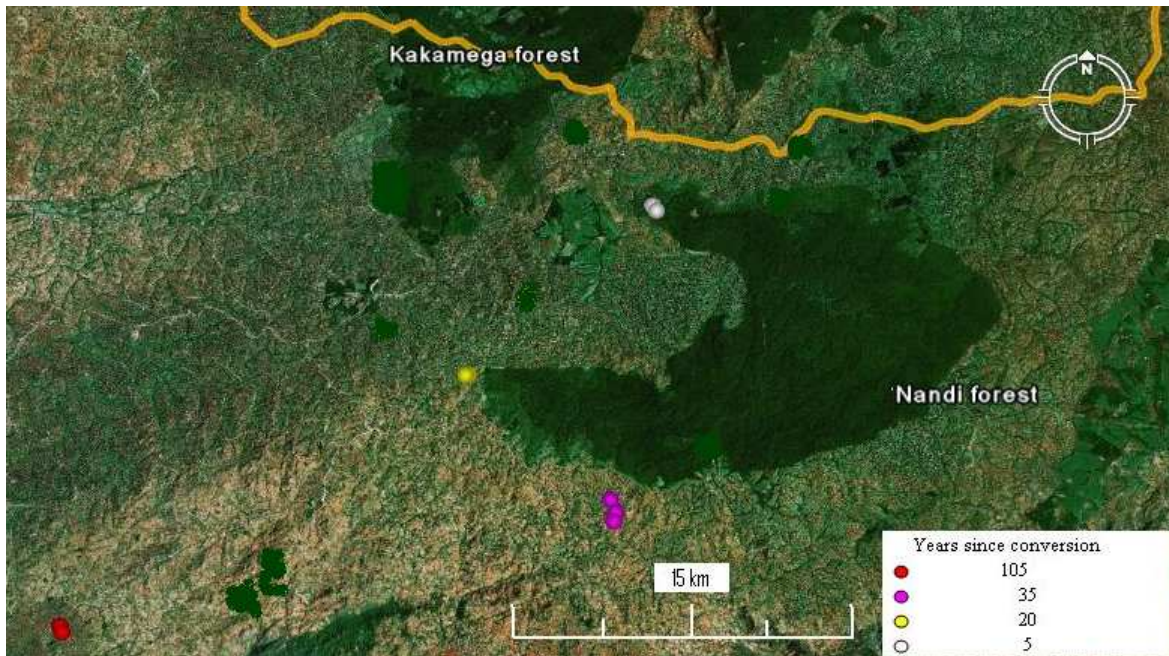 Kakamega forest
N
Nandi forest
15 km
Years since conversion
105
35
20
5